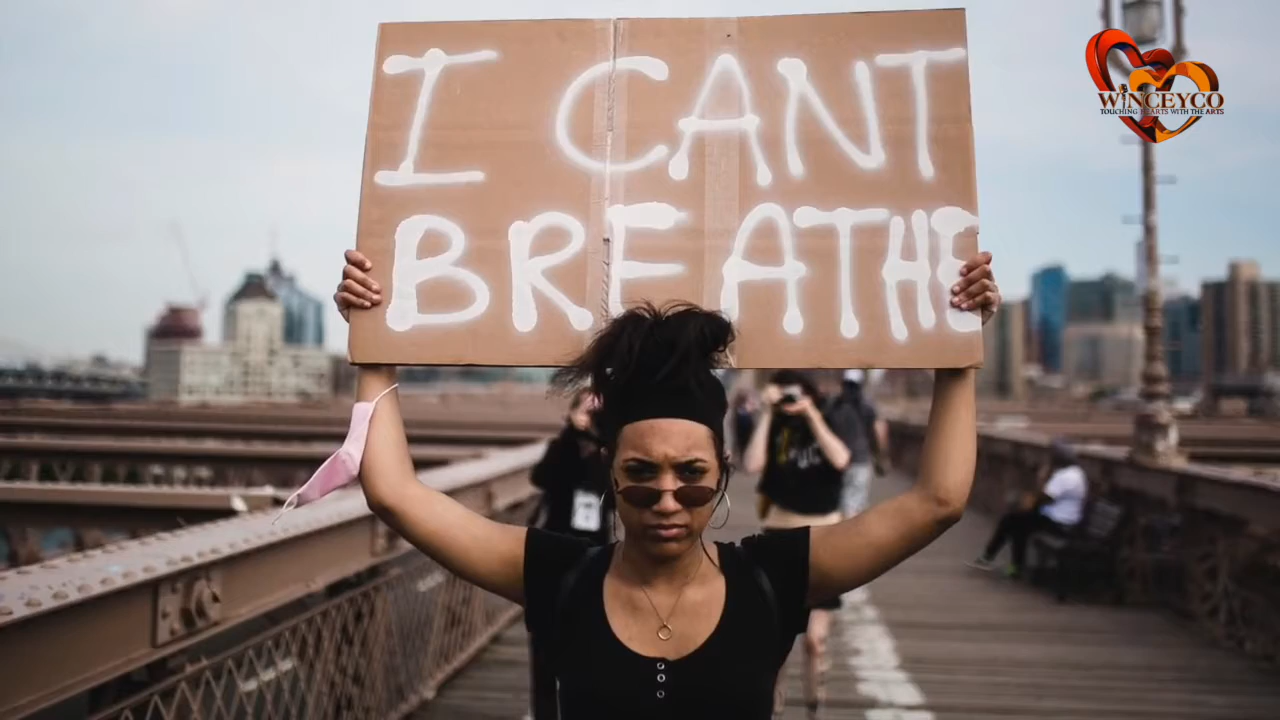 I CANT
BREATHE
WiNCEYCO
TOUCHING HEARTS WITH THE ARTS